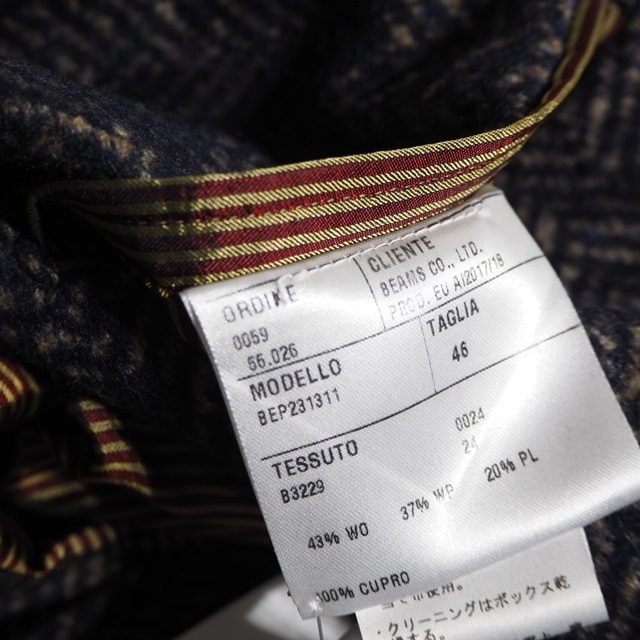 ORDINE
0059
56.026
CLIENTE
BEAMS CO., LTD.
PROD. EU AI2017/18
MODELLO
BEP231311
TAGLIA
46
TESSUTO
B3229
0024
24
43% WO 37% WP 20% PL
100% CUPRO
・クリーニングはボックス乾